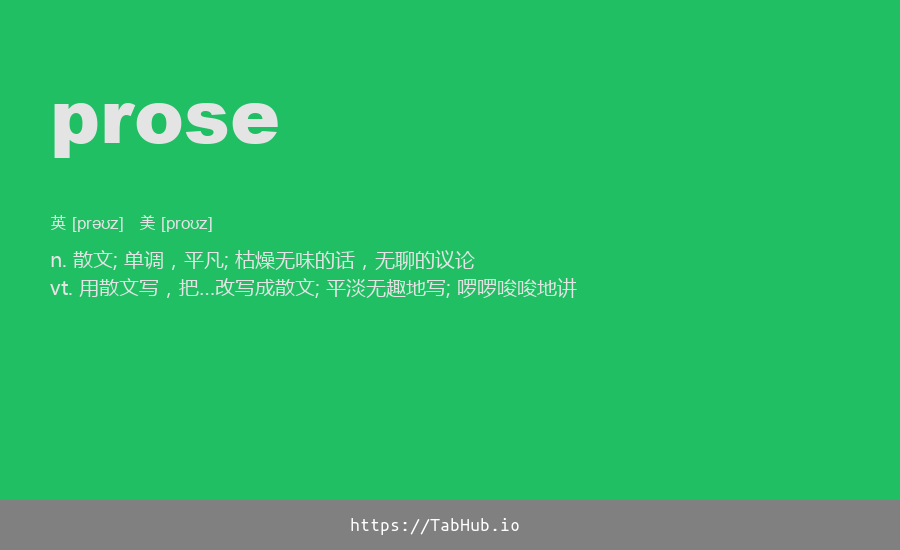 prose
英 [prəʊz] 美 [proʊz]
n. 散文; 单调，平凡; 枯燥无味的话，无聊的议论
vt. 用散文写，把…改写成散文; 平淡无趣地写; 啰啰唆唆地讲
https://TabHub.io